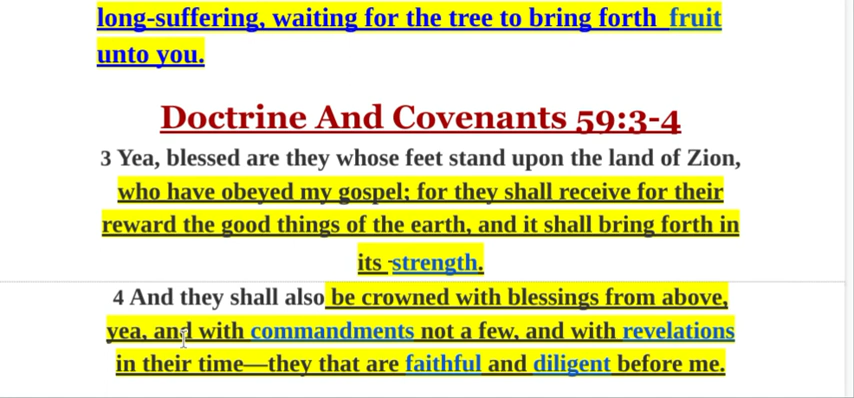 long-suffering, waiting for the tree to bring forth fruit
unto you.
Doctrine And Covenants 59:3-4
3 Yea, blessed are they whose feet stand upon the land of Zion,
who have obeyed my gospel; for they shall receive for their
reward the good things of the earth, and it shall bring forth in
its strength.
4 And they shall also be crowned with blessings from above,
yea, and with commandments not a few, and with revelations
in their time—they that are faithful and diligent before me.